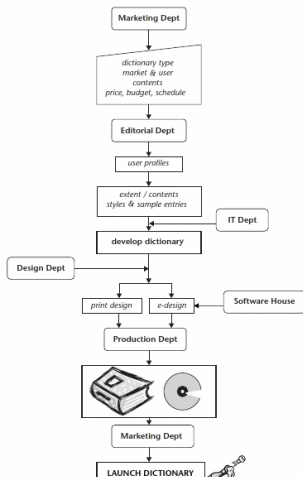 Marketing Dept
dictionary type
market & user
contents
price, budget, schedule
Editorial Dept
user profiles
extent / contents
styles & sample entries
IT Dept
develop dictionary
Design Dept
print design
e-design
Software House
Production Dept
Marketing Dept
LAUNCH DICTIONARY